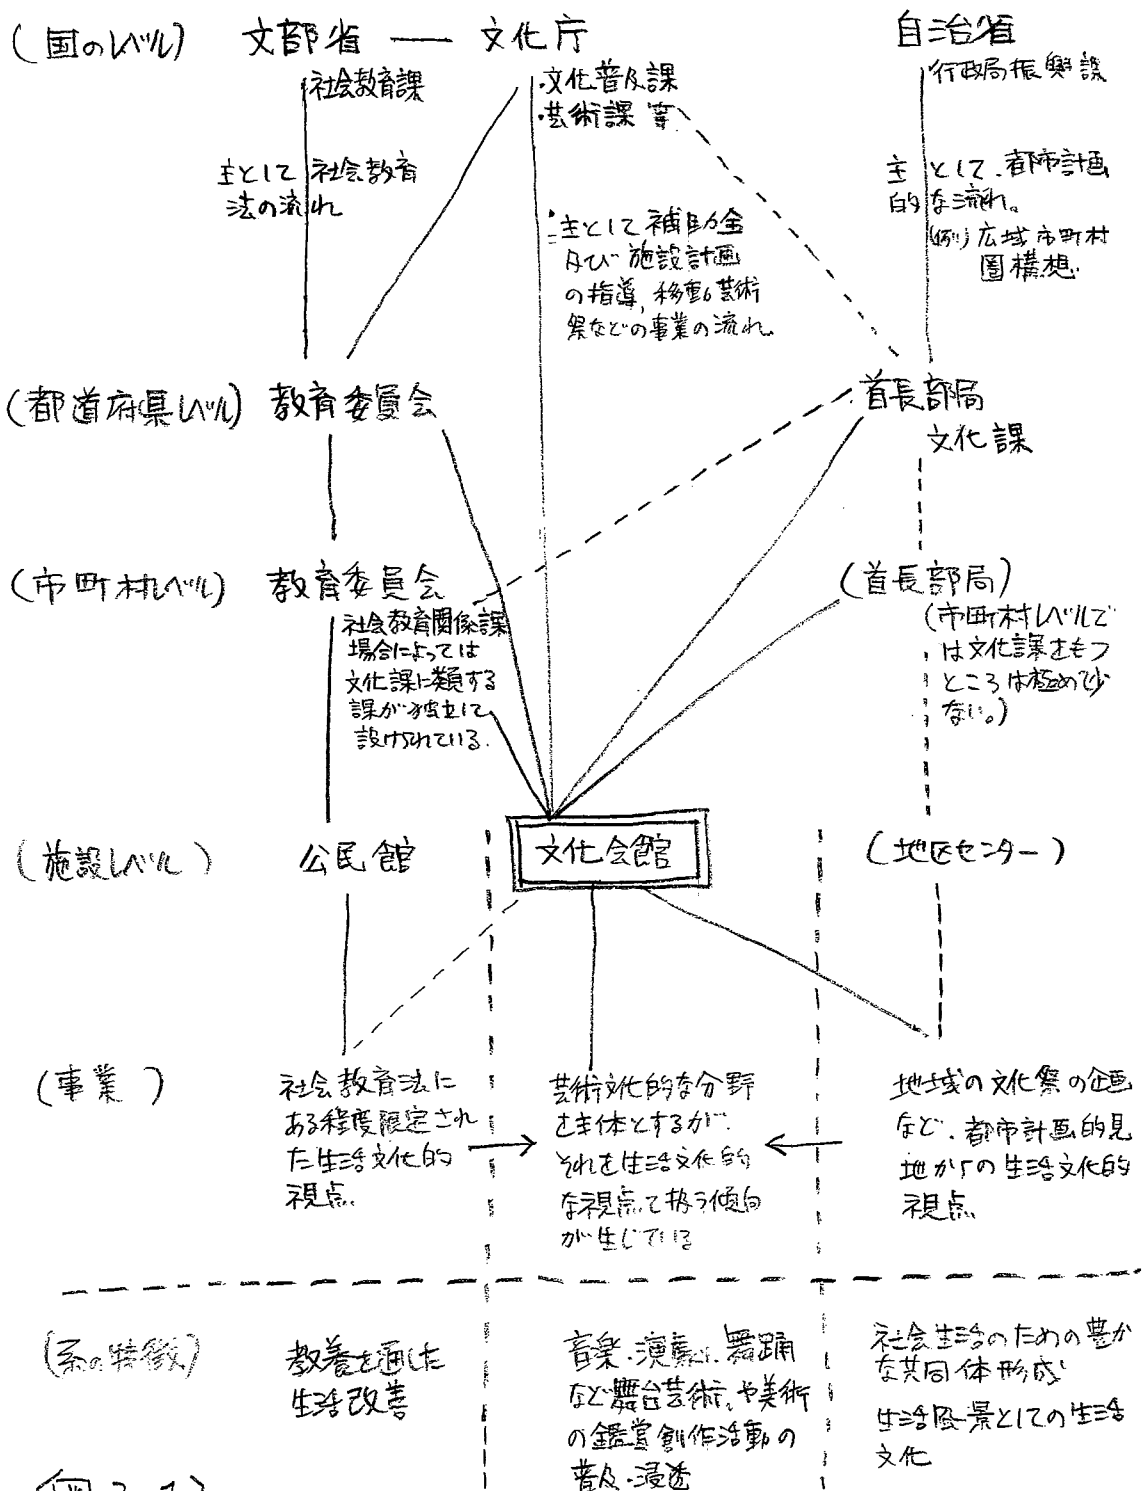 (国のレベル) 文部省 ― 文化庁 自治省
社会教育課
・文化普及課
・芸術課 等
行政局振興課
主として 社会教育
法の流れ
主として補助金
及び 施設計画
の指導, 移動芸術
祭などの事業の流れ
主として、都市計画
的な流れ。
(例) 広域市町村
圏構想
(都道府県レベル) 教育委員会 首長部局
文化課
(市町村レベル) 教育委員会 (首長部局)
社会教育関係課
場合によっては
文化課に類する
課が独立して
設けられている.
(市町村レベルで
は文化課をもつ
ところは極めて少
ない。)
(施設レベル) 公民館 文化会館 (地区センター)
(事業)
社会教育法に
ある程度限定され
た生活文化的
視点.
芸術文化的な分野
を主体とするが、
それを生活文化的
な視点で扱う傾向
が生じている
地域の文化祭の企画
など、都市計画的見
地からの生活文化的
視点
(系の特徴)
教養を通した
生活改善
音楽・演劇・舞踊
など舞台芸術、や美術
の鑑賞創作活動の
普及・浸透
社会生活のための豊か
な共同体形成
生活風景としての生活
文化